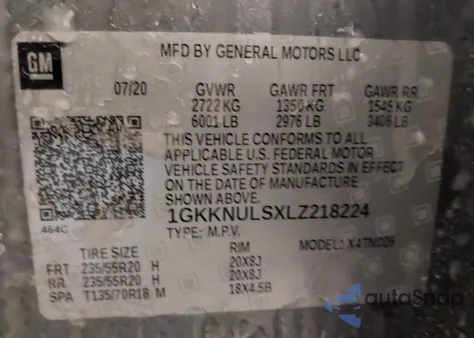 GM
MFD BY GENERAL MOTORS LLC
07/20 GVWR GAWR FRT GAWR RR
2722 KG 1350 KG 1545 KG
6001 LB 2976 LB 3406 LB
THIS VEHICLE CONFORMS TO ALL
APPLICABLE U.S. FEDERAL MOTOR
VEHICLE SAFETY STANDARDS IN EFFECT
ON THE DATE OF MANUFACTURE
SHOWN ABOVE.
1GKKNULSXLZ218224
464C TYPE: M.P.V. MODEL: X4TN026
TIRE SIZE RIM
FRT 235/55R20 H 20X8J
RR 235/55R20 H 20X8J
SPA T135/70R18 M 18X4.5B
autoSnap